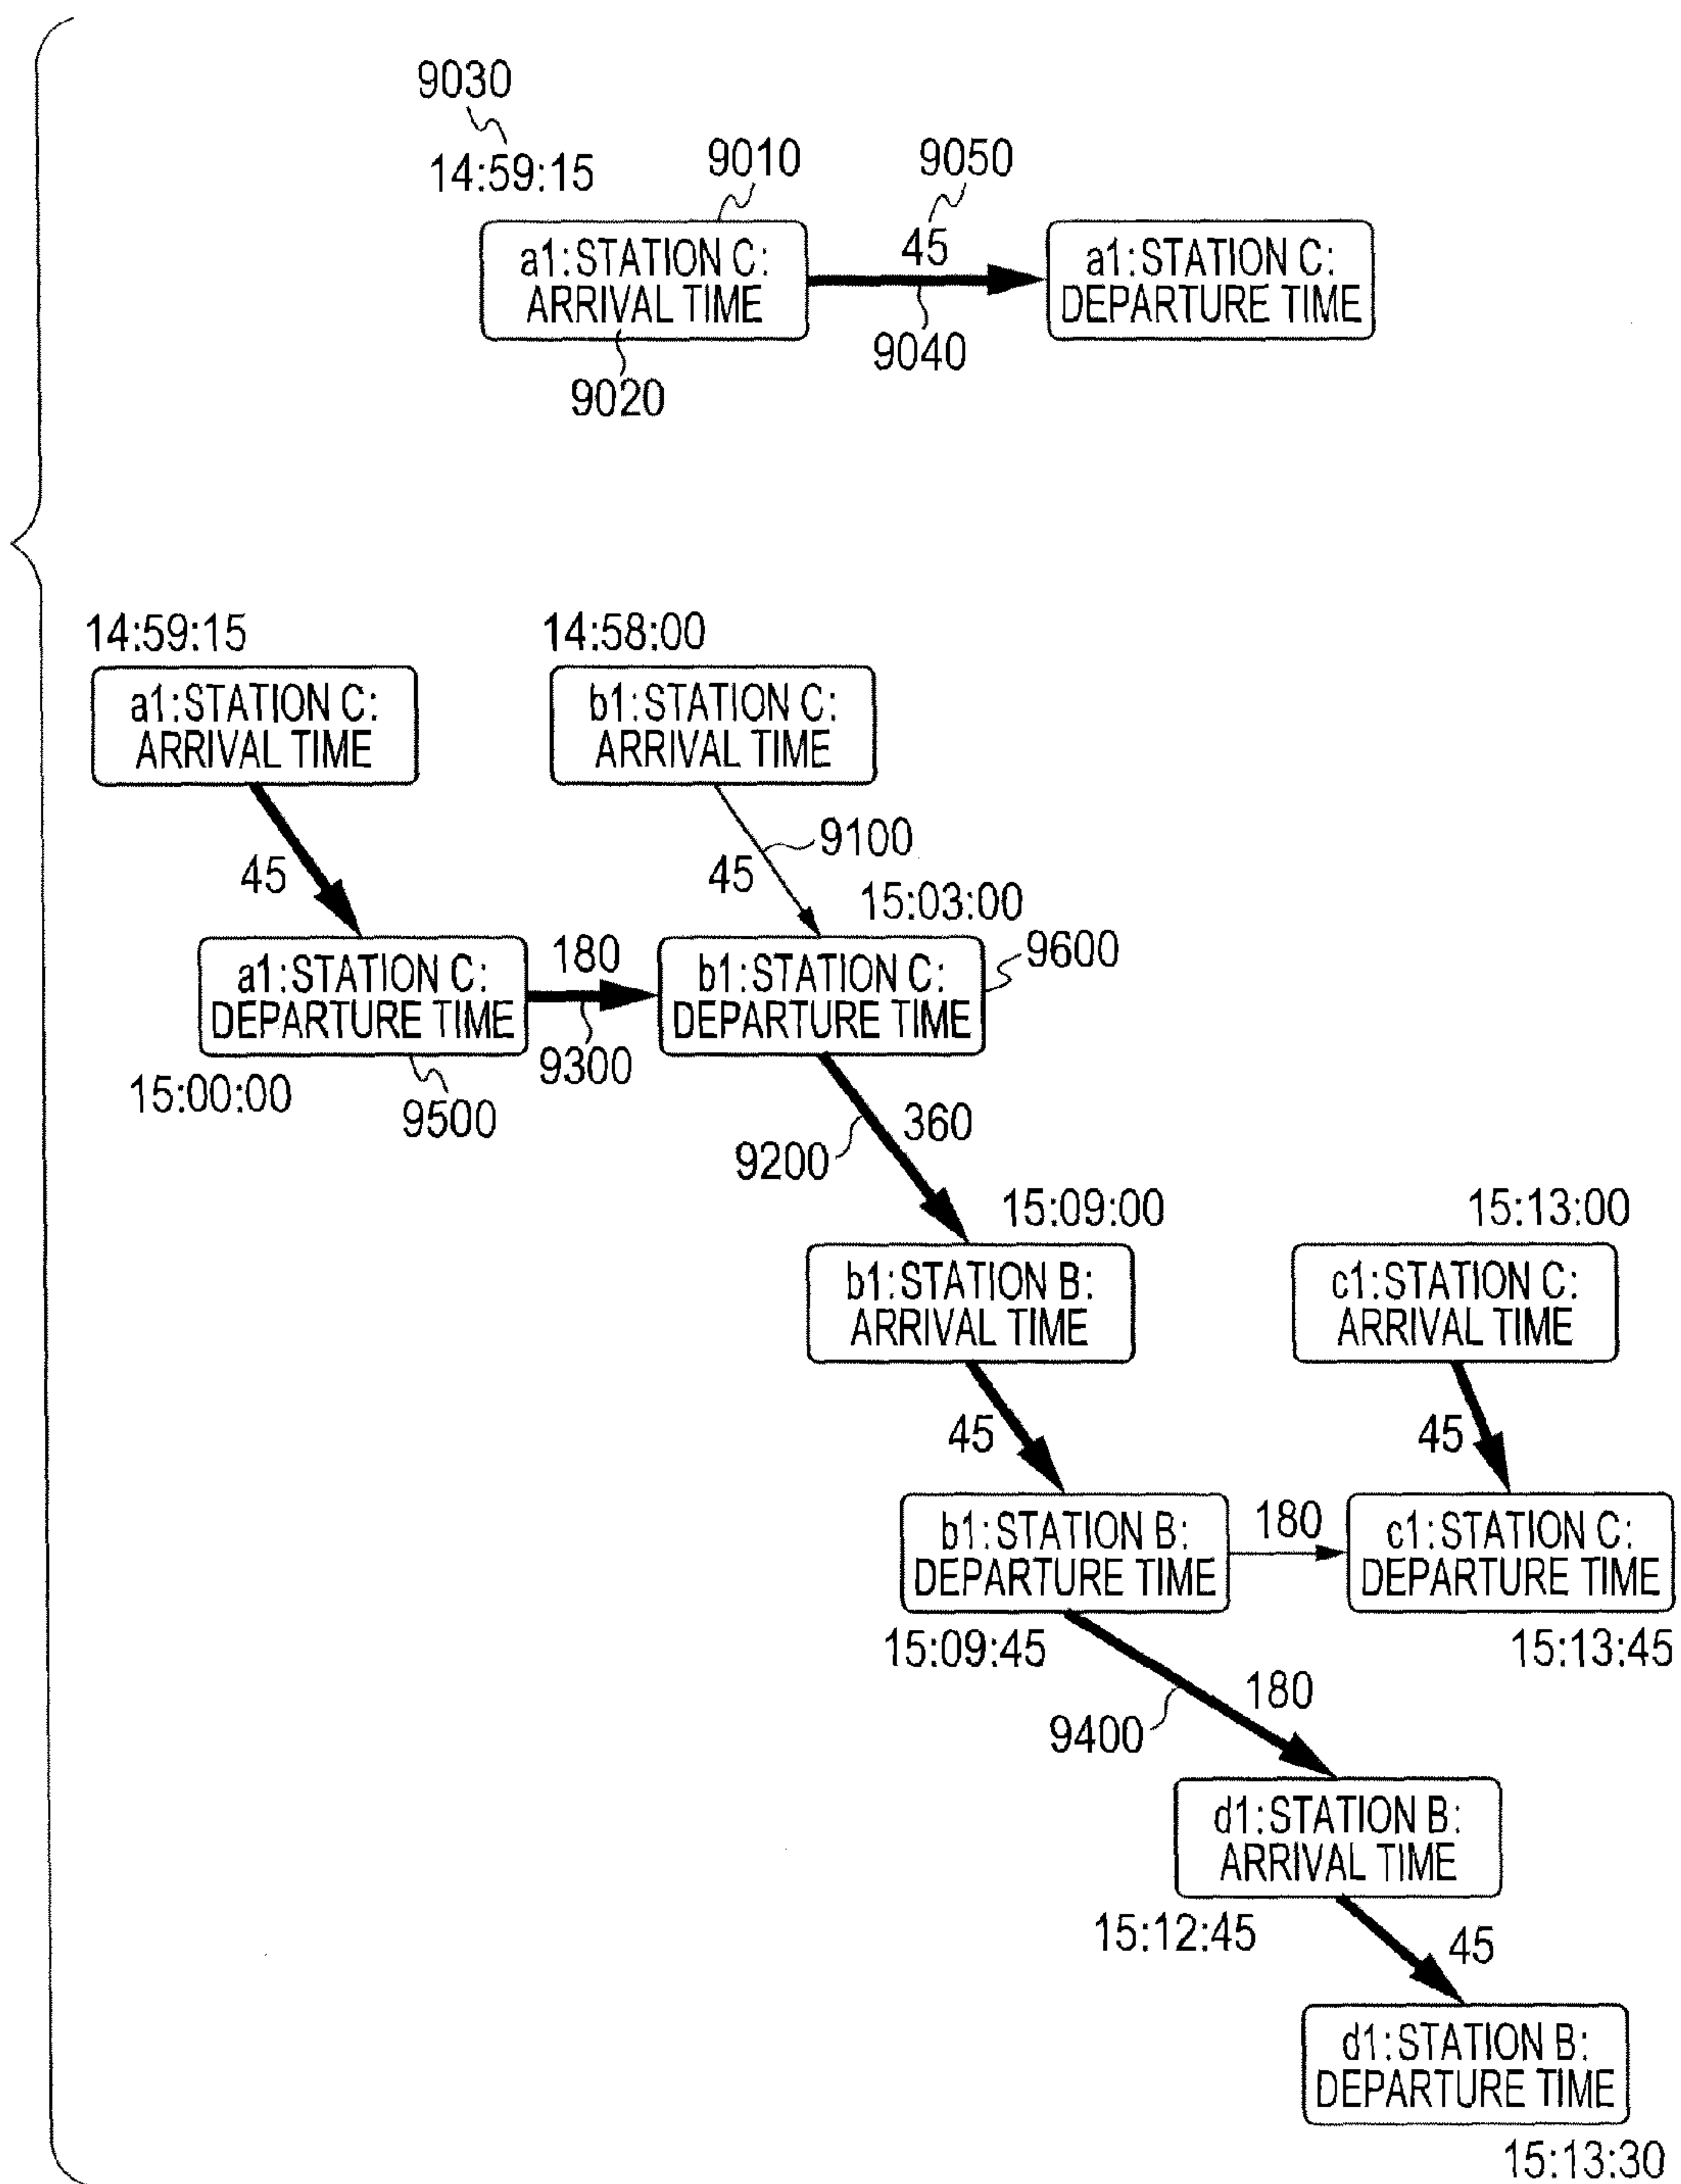 9030
14:59:15
9010
9050
a1:STATION C:
ARRIVAL TIME
45
a1:STATION C:
DEPARTURE TIME
9040
9020
14:59:15
14:58:00
a1:STATION C:
ARRIVAL TIME
b1:STATION C:
ARRIVAL TIME
9100
45
45
15:03:00
a1:STATION C:
DEPARTURE TIME
180
b1:STATION C:
DEPARTURE TIME
9600
9300
15:00:00
9500
360
9200
15:09:00
15:13:00
b1:STATION B:
ARRIVAL TIME
c1:STATION C:
ARRIVAL TIME
45
45
b1:STATION B:
DEPARTURE TIME
180
c1:STATION C:
DEPARTURE TIME
15:09:45
15:13:45
180
9400
d1:STATION B:
ARRIVAL TIME
15:12:45
45
d1:STATION B:
DEPARTURE TIME
15:13:30